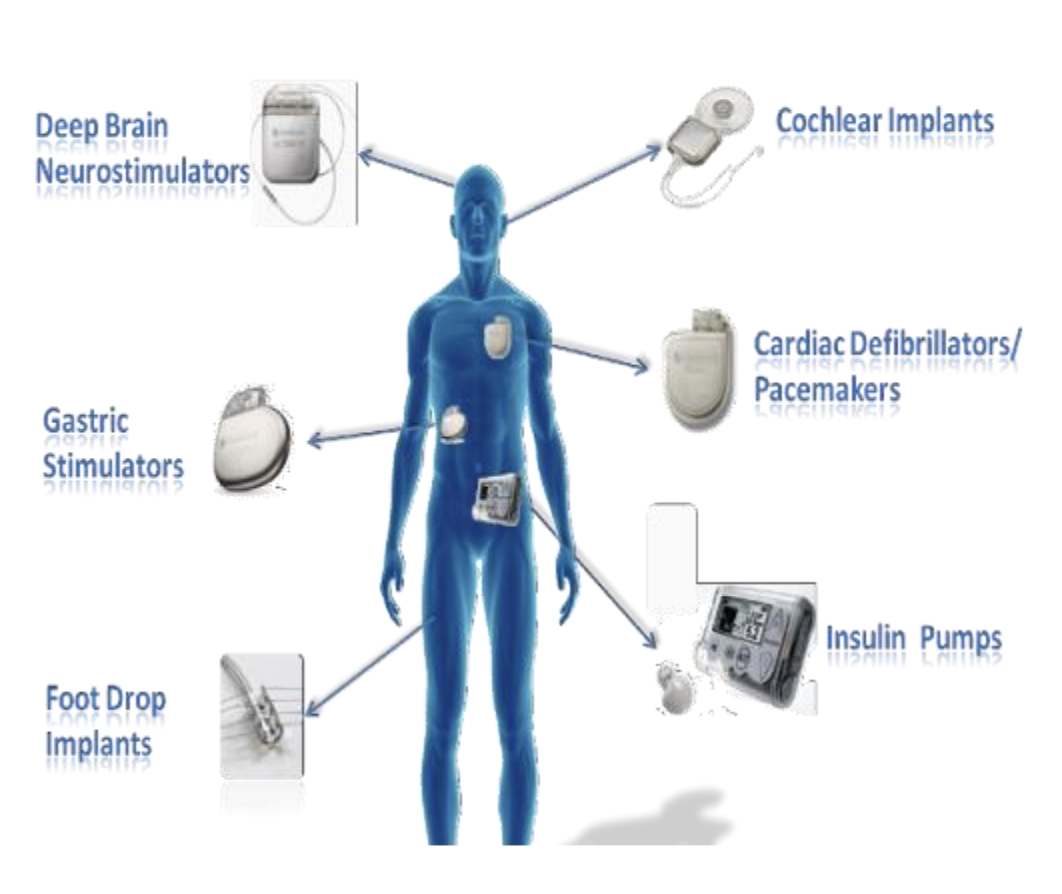 Deep Brain
Neurostimulators
Cochlear Implants
Cardiac Defibrillators/
Pacemakers
Gastric
Stimulators
Insulin Pumps
Foot Drop
Implants